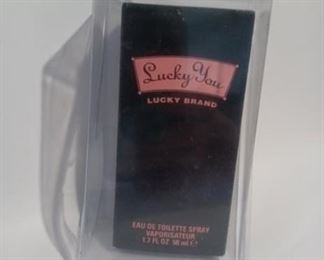 Lucky You
LUCKY BRAND
EAU DE TOILETTE SPRAY
VAPORISATEUR
1.7 FL OZ 50 ml ℮